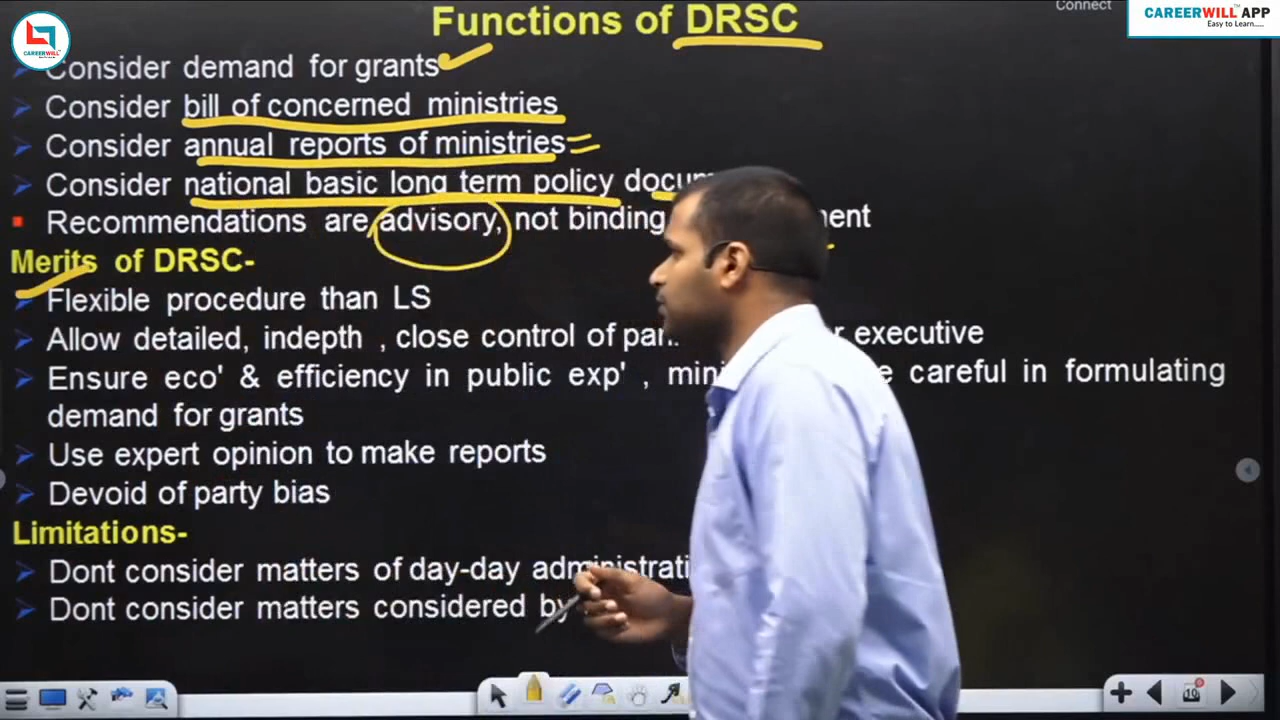 Connect
CAREERWILL APP
Easy to Learn.....
CAREERWILL
Functions of DRSC
Consider demand for grants
Consider bill of concerned ministries
Consider annual reports of ministries
Consider national basic long term policy
Recommendations are advisory, not binding
Merits of DRSC-
Flexible procedure than LS
Allow detailed, indepth , close control of executive
Ensure eco' & efficiency in public exp' , careful in formulating
demand for grants
Use expert opinion to make reports
Devoid of party bias
Limitations-
Dont consider matters of day-day
Dont consider matters considered by